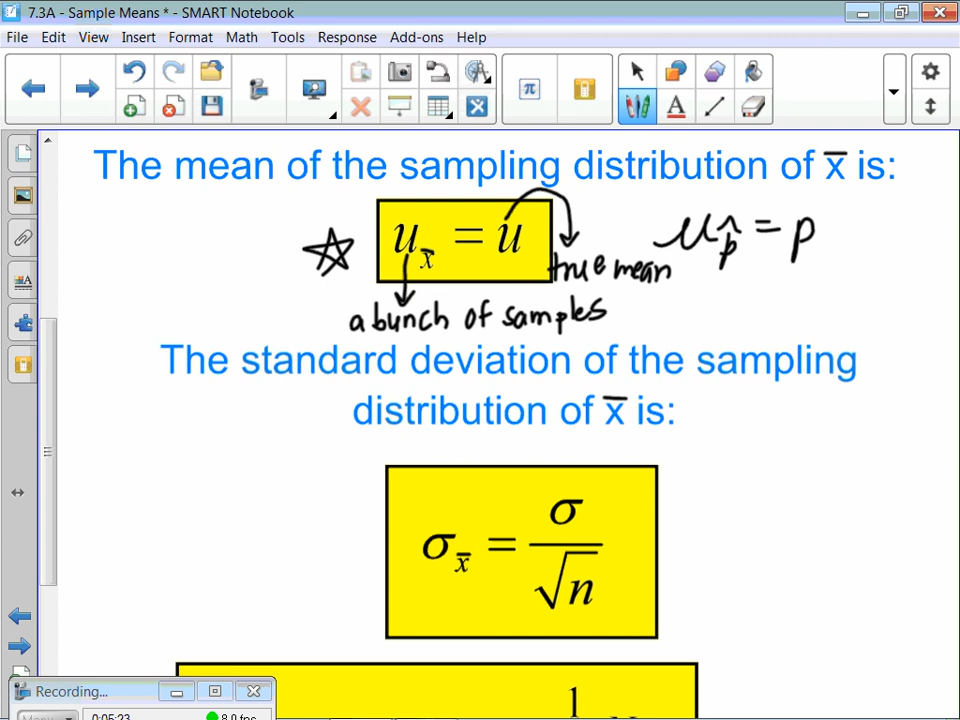 7.3A - Sample Means * - SMART Notebook
File Edit View Insert Format Math Tools Response Add-ons Help
The mean of the sampling distribution of x̄ is:
u_x̄ = u
μ_p̂ = p
true mean
a bunch of samples
The standard deviation of the sampling
distribution of x̄ is:
σ_x̄ = σ/√n
1
Recording...
0:05:23 8.0 fps